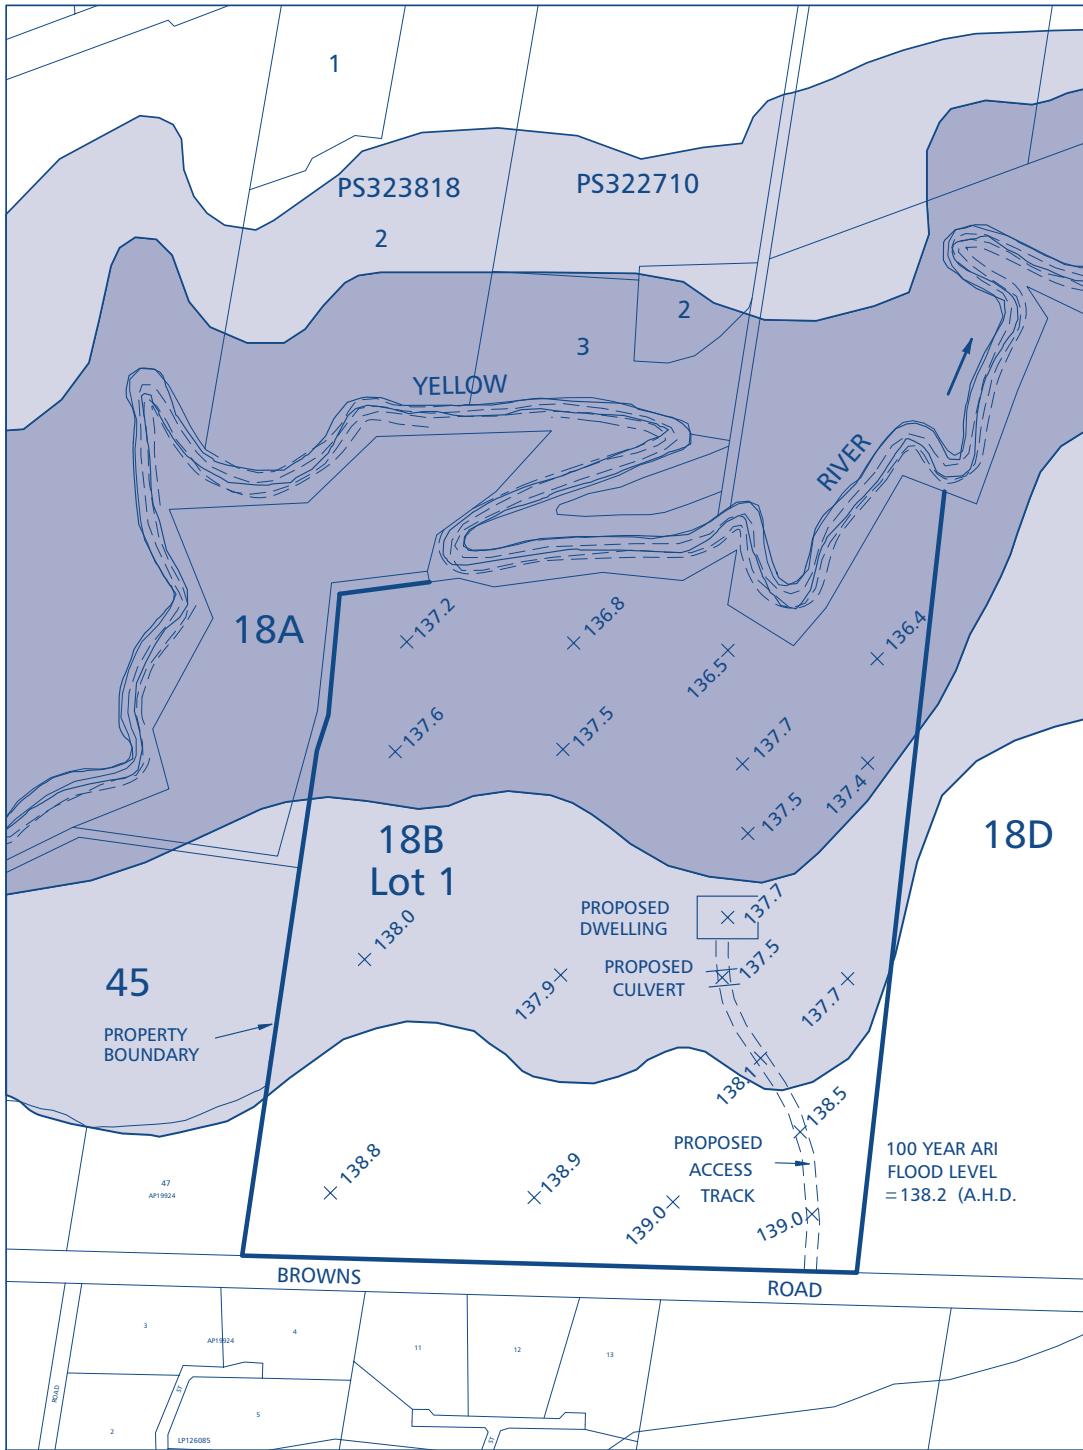 1
PS323818
PS322710
2
2
3
YELLOW
RIVER
18A
137.2
136.8
136.5
136.4
137.6
137.5
137.7
137.4
137.5
18B
Lot 1
18D
PROPOSED
DWELLING
137.7
138.0
137.5
PROPOSED
CULVERT
137.9
137.7
45
PROPERTY
BOUNDARY
138.1
138.5
PROPOSED
ACCESS
TRACK
100 YEAR ARI
FLOOD LEVEL
=138.2 (A.H.D.
47
AP19924
138.8
138.9
139.0
139.0
BROWNS
ROAD
3
AP19924
4
11
12
13
ROAD
ST
5
2
LP126085
ST